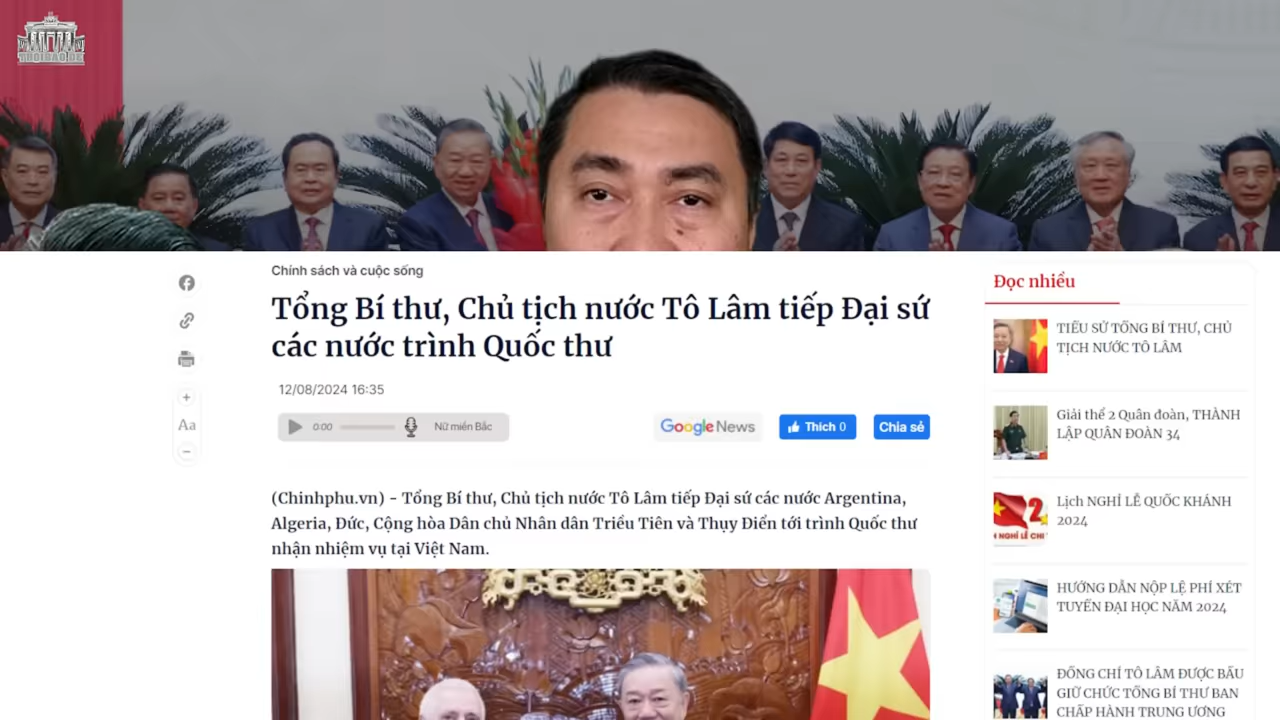 THOIBAO.DE
Chính sách và cuộc sống
Tổng Bí thư, Chủ tịch nước Tô Lâm tiếp Đại sứ
các nước trình Quốc thư
12/08/2024 16:35
0:00
Nữ miền Bắc
Google News
Thích 0
Chia sẻ
Aa
(Chinhphu.vn) - Tổng Bí thư, Chủ tịch nước Tô Lâm tiếp Đại sứ các nước Argentina,
Algeria, Đức, Cộng hòa Dân chủ Nhân dân Triều Tiên và Thụy Điển tới trình Quốc thư
nhận nhiệm vụ tại Việt Nam.
Đọc nhiều
TIỂU SỬ TỔNG BÍ THƯ, CHỦ
TỊCH NƯỚC TÔ LÂM
Giải thể 2 Quân đoàn, THÀNH
LẬP QUÂN ĐOÀN 34
Lịch NGHỈ LỄ QUỐC KHÁNH
2024
HƯỚNG DẪN NỘP LỆ PHÍ XÉT
TUYỂN ĐẠI HỌC NĂM 2024
ĐỒNG CHÍ TÔ LÂM ĐƯỢC BẦU
GIỮ CHỨC TỔNG BÍ THƯ BAN
CHẤP HÀNH TRUNG ƯƠNG